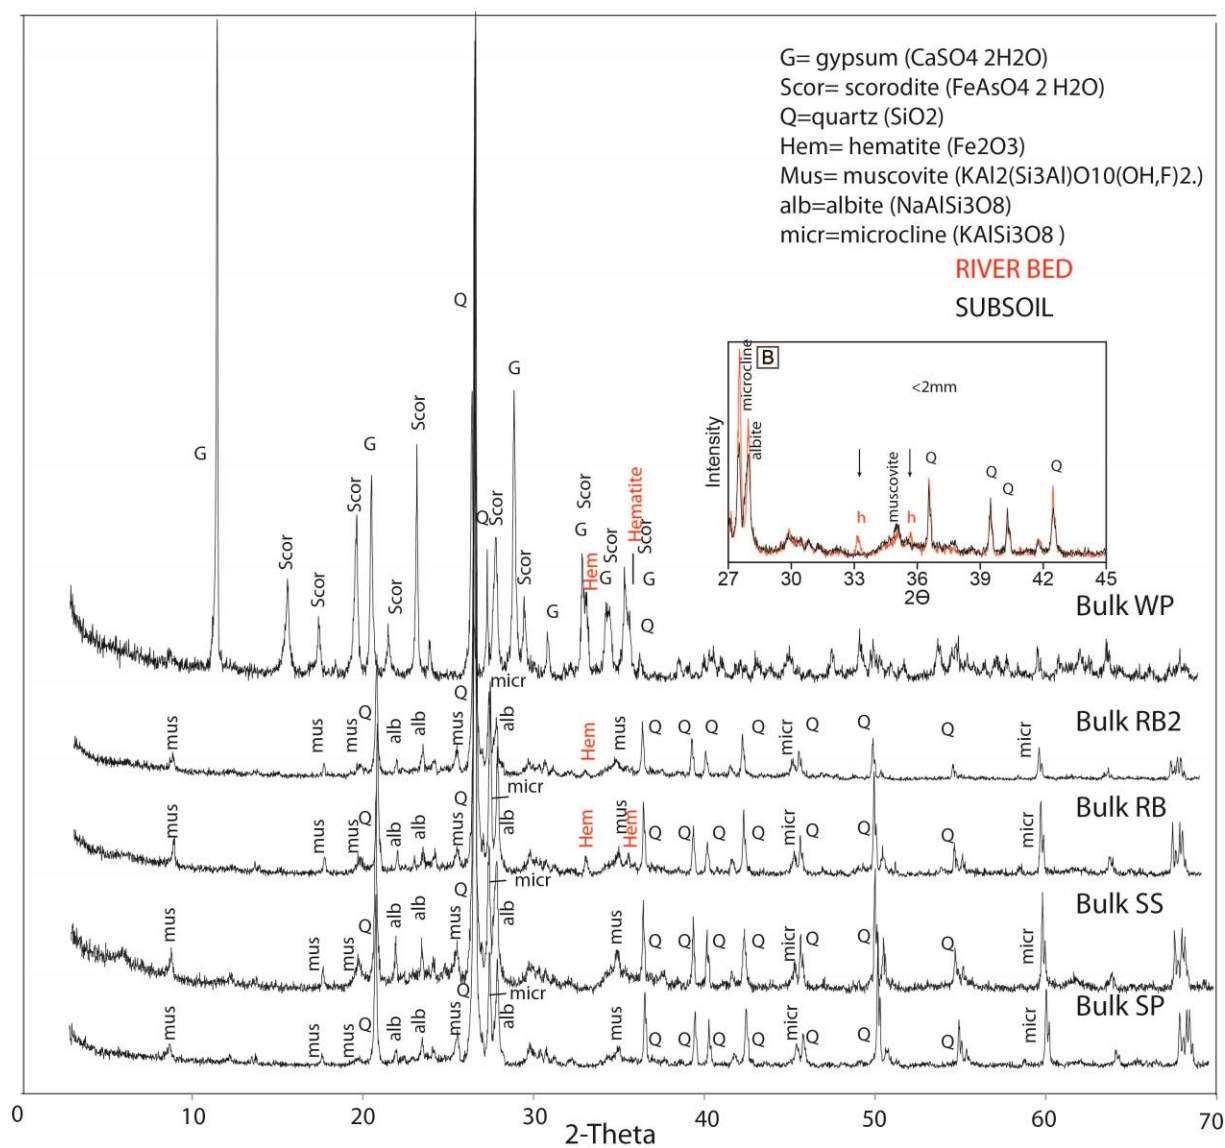 G= gypsum (CaSO4 2H2O)
Scor= scorodite (FeAsO4 2 H2O)
Q=quartz (SiO2)
Hem= hematite (Fe2O3)
Mus= muscovite (KAl2(Si3Al)O10(OH,F)2.)
alb=albite (NaAlSi3O8)
micr=microcline (KAlSi3O8 )
RIVER BED
SUBSOIL
B
<2mm
Intensity
microcline
albite
muscovite
h
h
Q
Q
Q
Q
27 30 33 36 39 42 45
2Θ
G
Scor
Scor
Scor
G
Scor
Scor
Q
Q
Scor
G
Scor
G
Scor
G
Hem
Scor
G
Hematite
Scor
G
Q
Bulk WP
mus
mus
mus
Q
alb
alb
mus
Q
micr
alb
Hem
mus
Q
Q
Q
Q
micr
Q
Q
Q
micr
Bulk RB2
mus
mus
mus
Q
alb
alb
mus
Q
micr
alb
Hem
mus
Hem
Q
Q
Q
Q
micr
Q
Q
Q
micr
Bulk RB
mus
mus
mus
Q
alb
alb
mus
Q
micr
alb
mus
Q
Q
Q
Q
micr
Q
Q
Q
micr
Bulk SS
mus
mus
mus
Q
alb
alb
mus
Q
micr
alb
mus
Q
Q
Q
Q
micr
Q
Q
Q
micr
Bulk SP
0 10 20 30 40 50 60 70
2-Theta